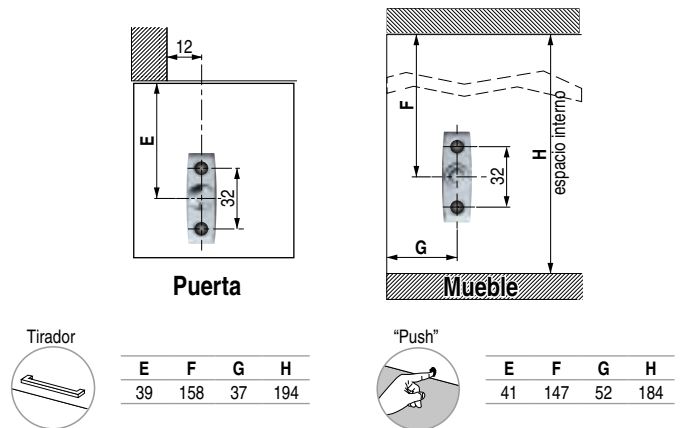 12
E
32
Puerta
F
32
H
espacio interno
G
Mueble
Tirador
E F G H
39 158 37 194
“Push”
E F G H
41 147 52 184